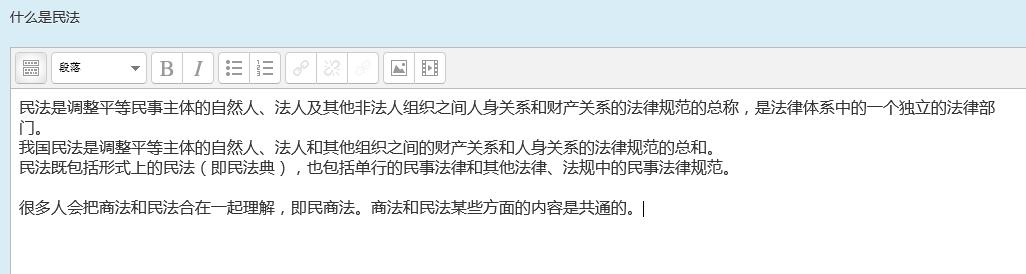 什么是民法
段落
B I
民法是调整平等民事主体的自然人、法人及其他非法人组织之间人身关系和财产关系的法律规范的总称，是法律体系中的一个独立的法律部
门。
我国民法是调整平等主体的自然人、法人和其他组织之间的财产关系和人身关系的法律规范的总和。
民法既包括形式上的民法（即民法典），也包括单行的民事法律和其他法律、法规中的民事法律规范。
很多人会把商法和民法合在一起理解，即民商法。商法和民法某些方面的内容是共通的。